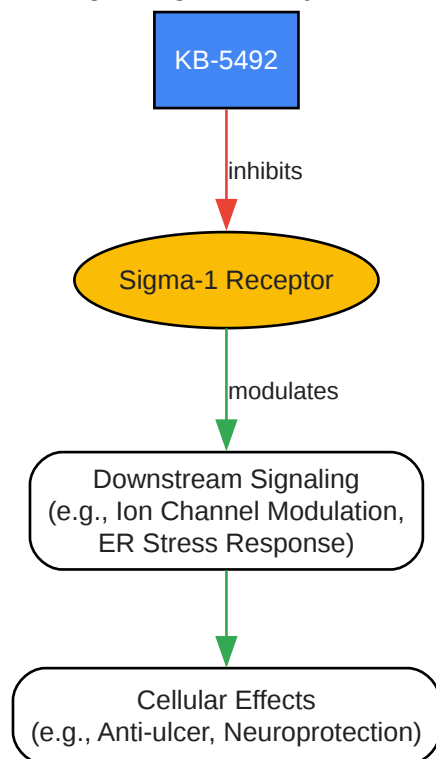 KB-5492
inhibits
Sigma-1 Receptor
modulates
Downstream Signaling
(e.g., Ion Channel Modulation,
ER Stress Response)
Cellular Effects
(e.g., Anti-ulcer, Neuroprotection)